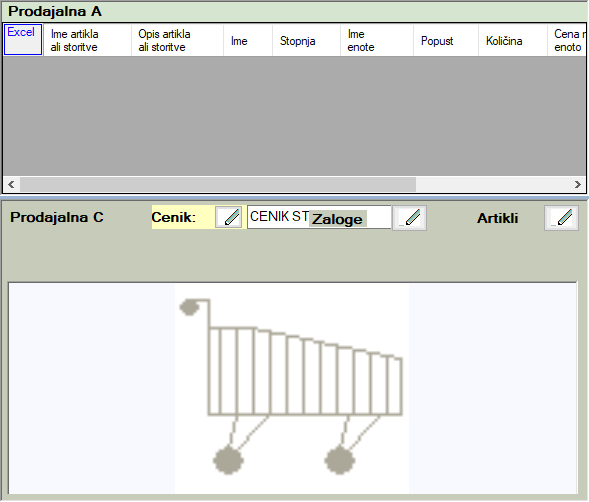 Prodajalna A
Excel
Ime artikla
ali storitve
Opis artikla
ali storitve
Ime
Stopnja
Ime
enote
Popust
Količina
Cena
enoto
Prodajalna C
Cenik:
CENIK ST
Zaloge
Artikli